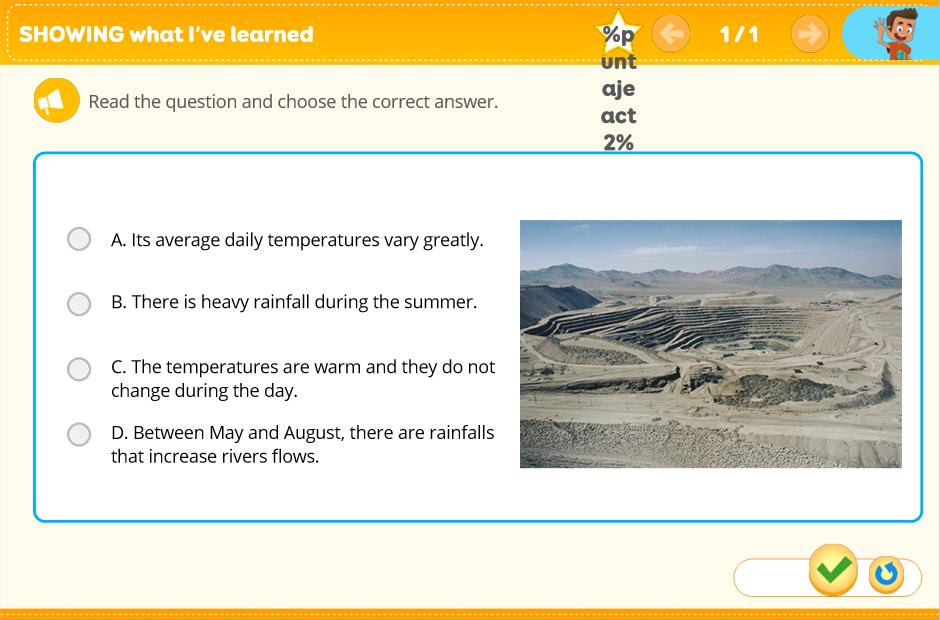 SHOWING what I've learned
%p
unt
aje
act
2%
1/1
Read the question and choose the correct answer.
A. Its average daily temperatures vary greatly.
B. There is heavy rainfall during the summer.
C. The temperatures are warm and they do not
change during the day.
D. Between May and August, there are rainfalls
that increase rivers flows.